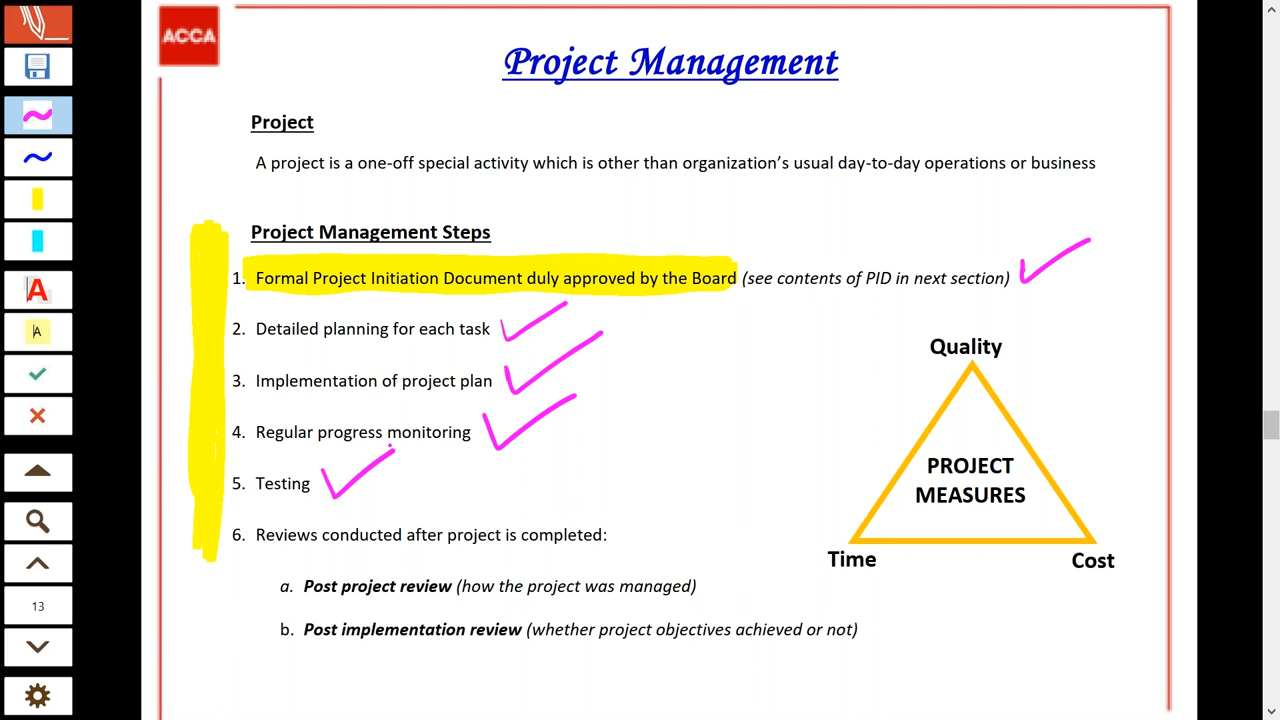 ACCA
Project Management
Project
A project is a one-off special activity which is other than organization's usual day-to-day operations or business
Project Management Steps
1. Formal Project Initiation Document duly approved by the Board (see contents of PID in next section)
2. Detailed planning for each task
3. Implementation of project plan
4. Regular progress monitoring
5. Testing
6. Reviews conducted after project is completed:
a. Post project review (how the project was managed)
b. Post implementation review (whether project objectives achieved or not)
Quality
PROJECT
MEASURES
Time
Cost
A
A
13